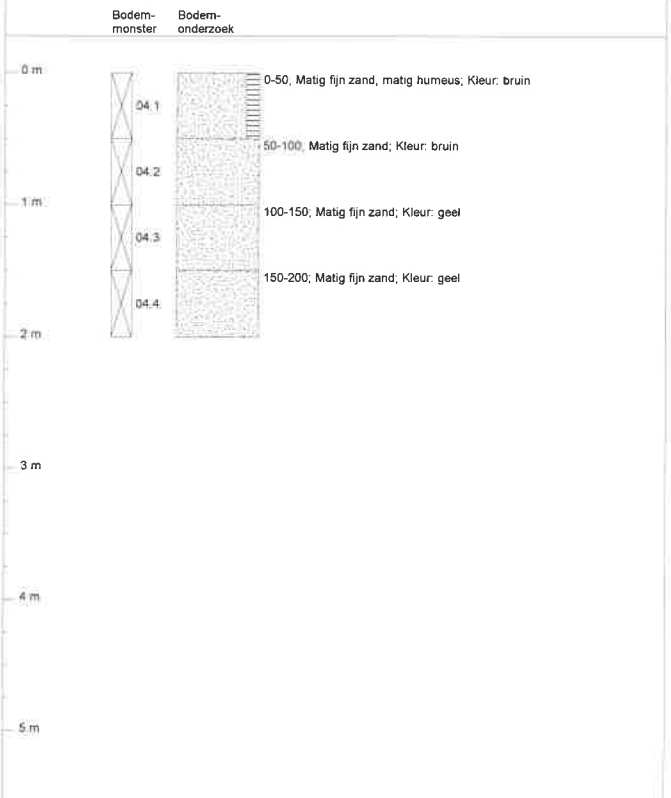 Bodem-
monster
Bodem-
onderzoek
0 m
0-50, Matig fijn zand, matig humeus; Kleur: bruin
04.1
50-100; Matig fijn zand; Kleur: bruin
04.2
1 m
100-150; Matig fijn zand; Kleur: geel
04.3
150-200; Matig fijn zand; Kleur: geel
04.4
2 m
3 m
4 m
5 m